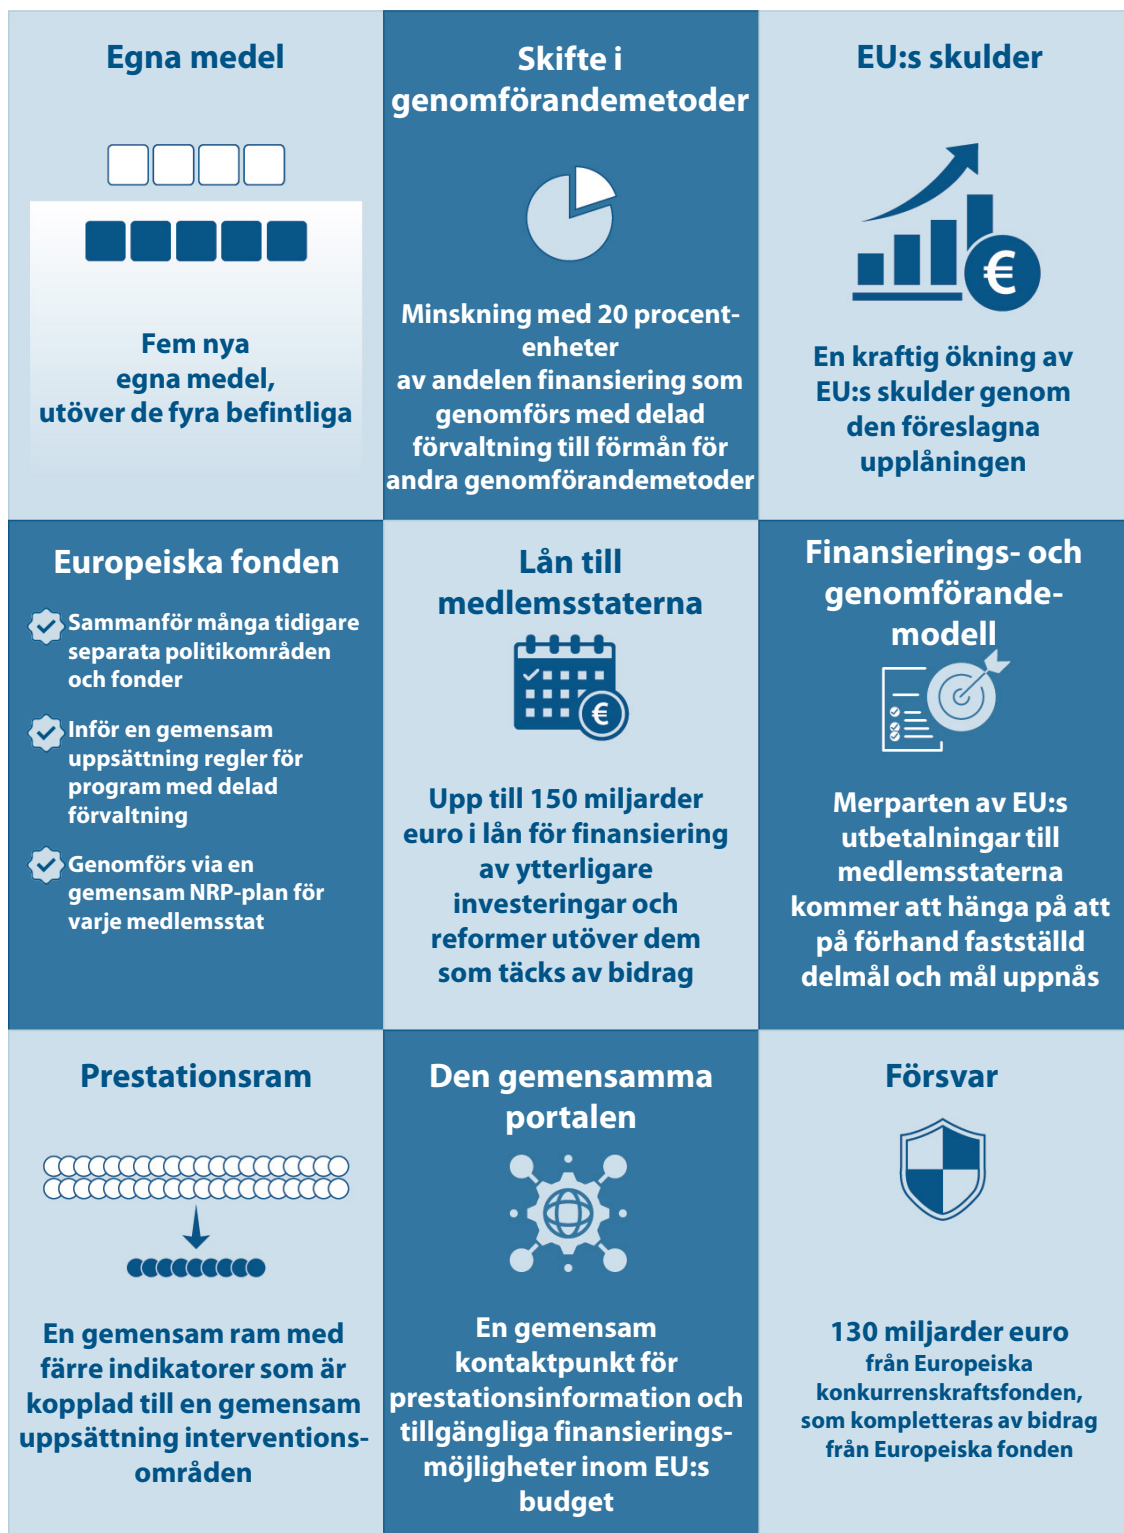 Egna medel
Fem nya
egna medel,
utöver de fyra befintliga
Skifte i
genomförandemetoder
Minskning med 20 procent-
enheter
av andelen finansiering som
genomförs med delad
förvaltning till förmån för
andra genomförandemetoder
EU:s skulder
€
En kraftig ökning av
EU:s skulder genom
den föreslagna
upplåningen
Europeiska fonden
Sammanför många tidigare
separata politikområden
och fonder
Inför en gemensam
uppsättning regler för
program med delad
förvaltning
Genomförs via en
gemensam NRP-plan för
varje medlemsstat
Lån till
medlemsstaterna
€
Upp till 150 miljarder
euro i lån för finansiering
av ytterligare
investeringar och
reformer utöver dem
som täcks av bidrag
Finansierings- och
genomförande-
modell
Merparten av EU:s
utbetalningar till
medlemsstaterna
kommer att hänga på att
på förhand fastställd
delmål och mål uppnås
Prestationsram
En gemensam ram med
färre indikatorer som är
kopplad till en gemensam
uppsättning interventions-
områden
Den gemensamma
portalen
En gemensam
kontaktpunkt för
prestationsinformation och
tillgängliga finansierings-
möjligheter inom EU:s
budget
Försvar
130 miljarder euro
från Europeiska
konkurrenskraftsfonden,
som kompletteras av bidrag
från Europeiska fonden